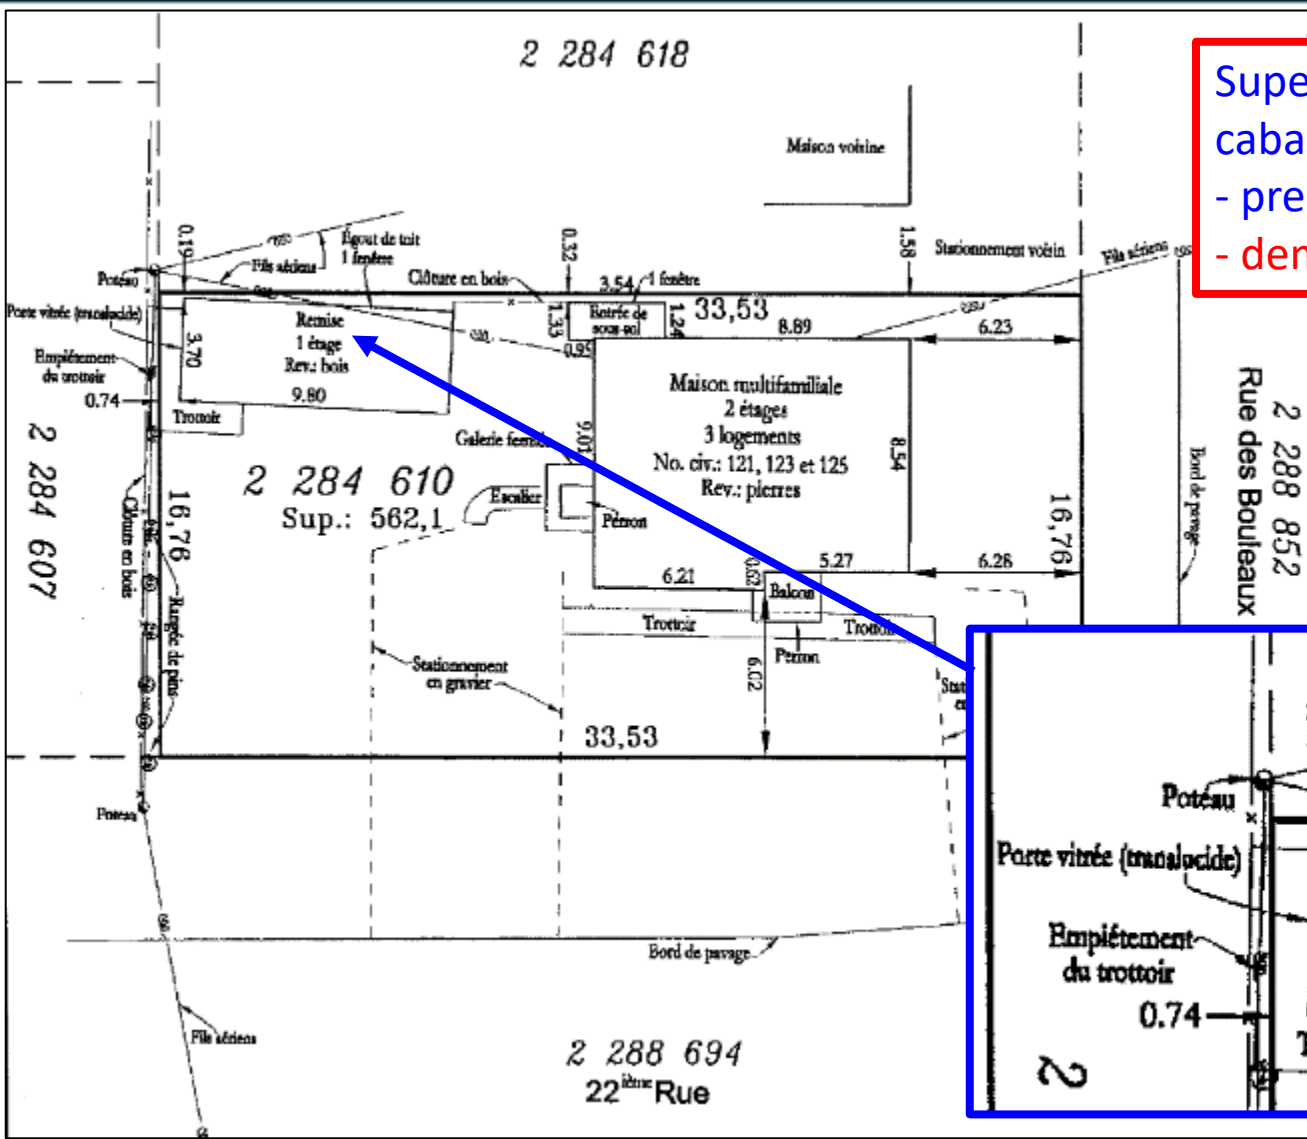 2 284 618
Supe
caba
- pre
- den
Maison voisine
0.19
Égout de toit
1 fenêtre
Fils aériens
Poteau
Clôture en bois
0.32
3.54
1 fenêtre
1.58
Stationnement voisin
Fils aériens
Porte vitrée (translucide)
Remise
1 étage
Rev.: bois
3.70
9.80
1.33
Entrée de
sous-sol
1.24
33,53
8.89
6.23
0.95
Empiétement
du trottoir
0.74
Trottoir
Maison multifamiliale
2 étages
3 logements
No. civ.: 121, 123 et 125
Rev.: pierres
9.01
8.54
Rue des Bouleaux
2 288 852
Bord de pavage
2 284 607
Clôture en bois
16,76
Rangée de pins
2 284 610
Sup.: 562,1
Galerie
Escalier
Perron
16,76
6.21
0.62
5.27
6.28
Balcon
Trottoir
Trottoir
Perron
6.02
Stationnement
en gravier
Stat
33,53
Poteau
Bord de pavage
Fils aériens
2 288 694
22ième Rue
Poteau
Porte vitrée (translucide)
Empiétement
du trottoir
0.74
T
2